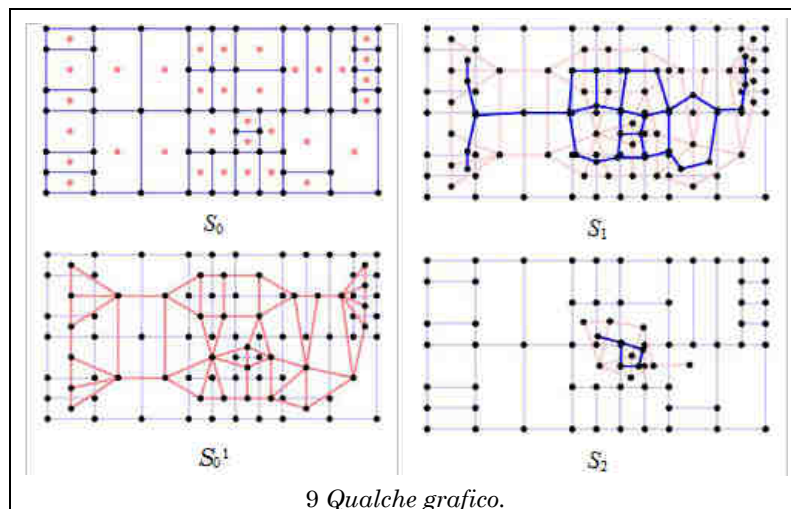 S₀
S₁
S₀¹
S₂
9 Qualche grafico.